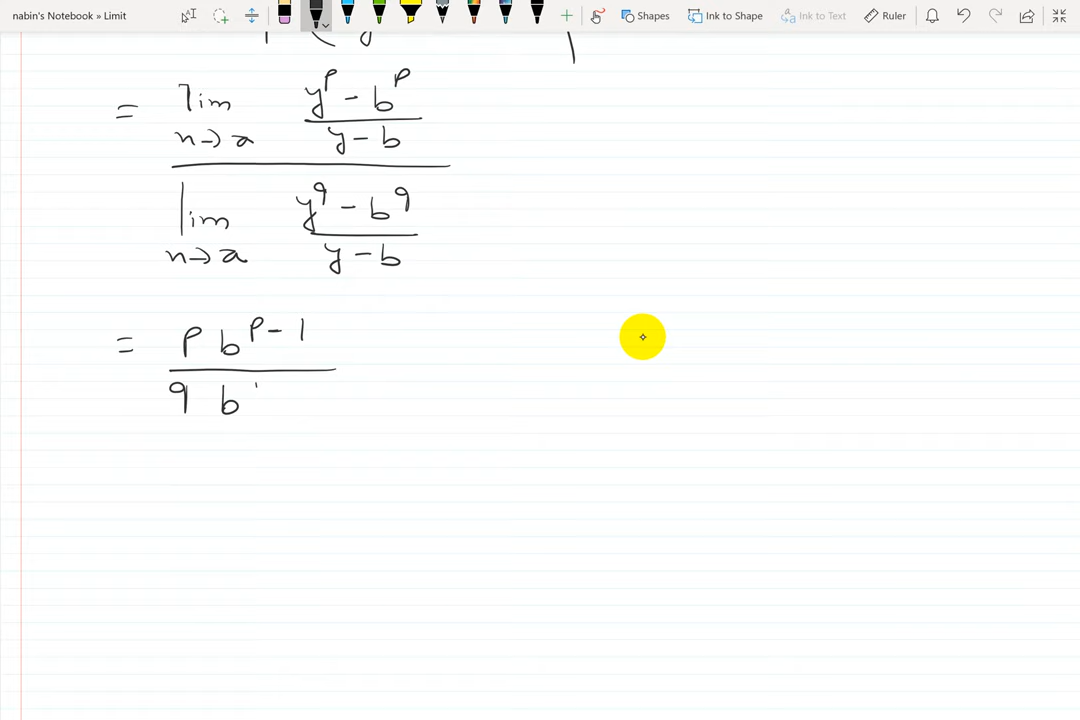 nabin's Notebook » Limit
Shapes
Ink to Shape
Ink to Text
Ruler
= lim y^p - b^p
n→a y - b
lim y^q - b^q
n→a y - b
= p b^p-1
q b